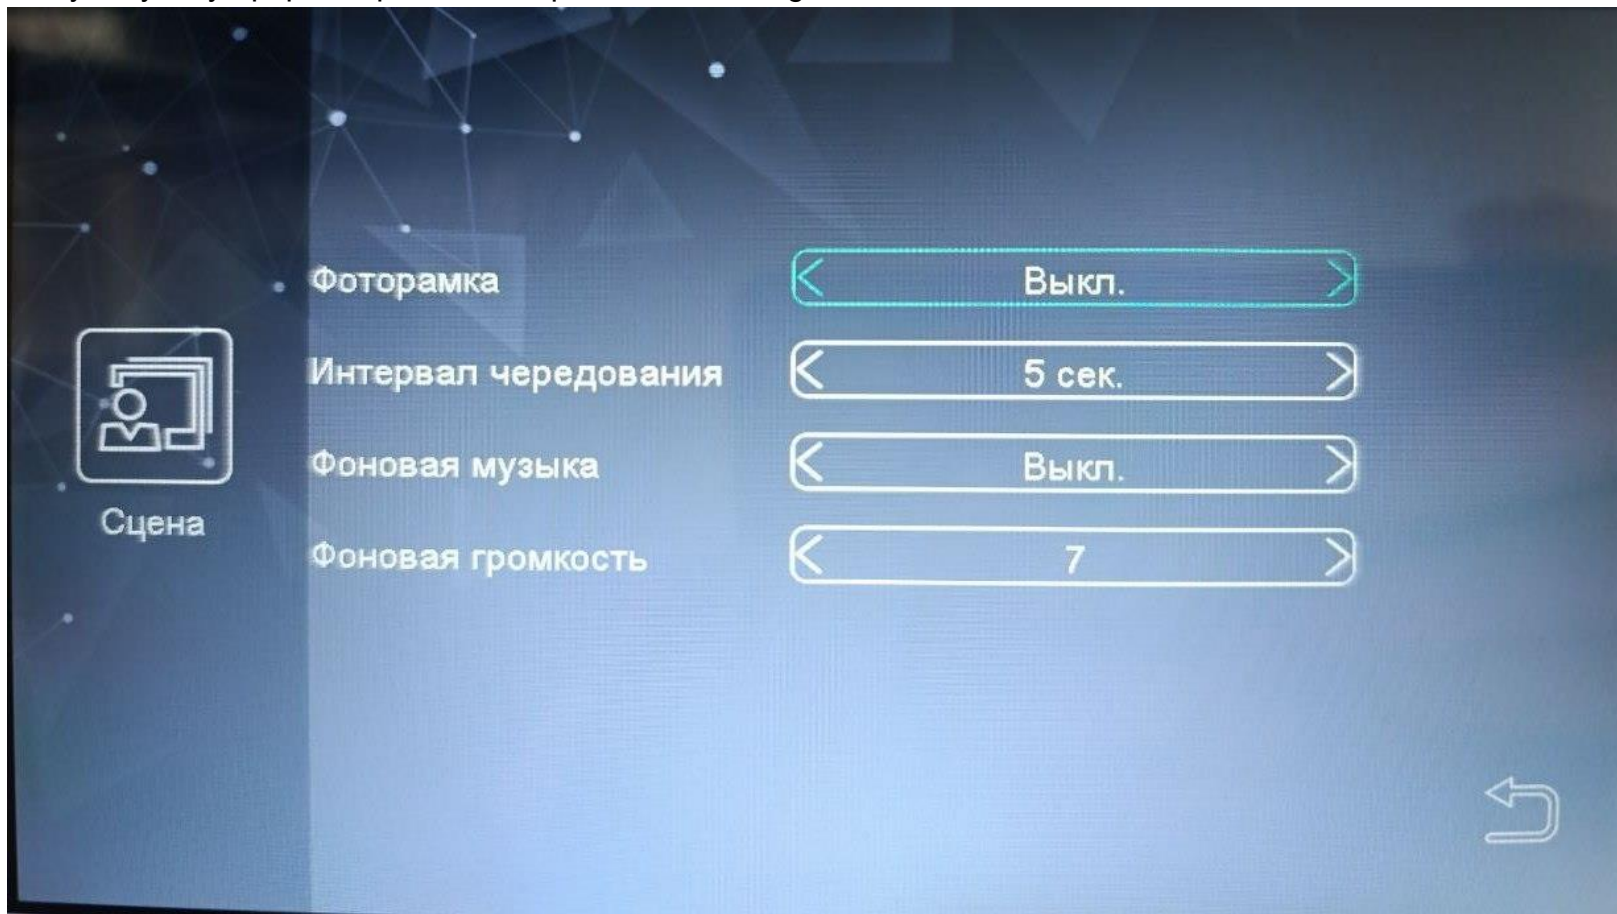 Фоторамка
Выкл.
Интервал чередования
5 сек.
Фоновая музыка
Выкл.
Фоновая громкость
7
Сцена